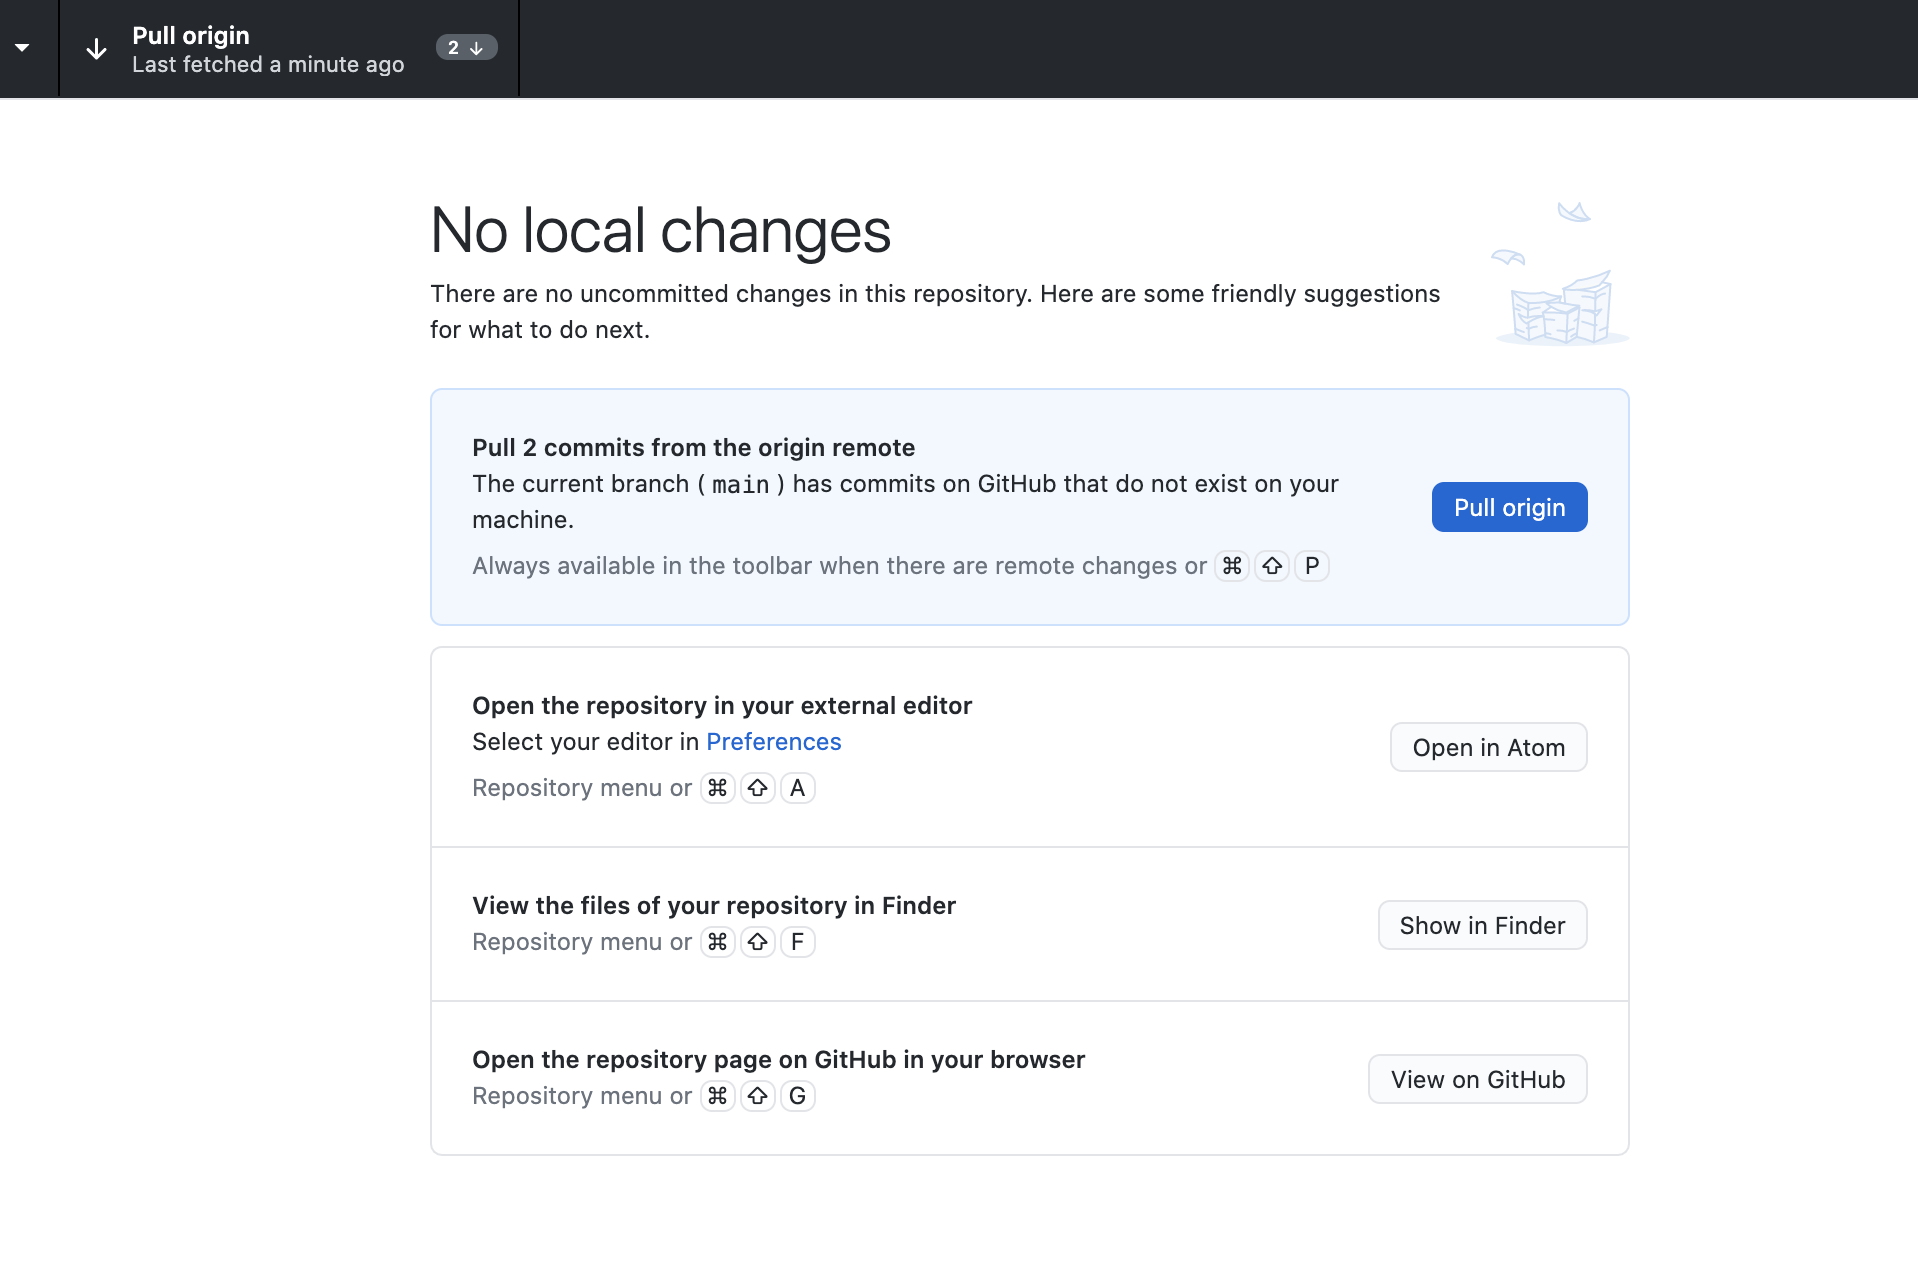 Pull origin
Last fetched a minute ago
2 ↓
No local changes
There are no uncommitted changes in this repository. Here are some friendly suggestions
for what to do next.
Pull 2 commits from the origin remote
The current branch ( main ) has commits on GitHub that do not exist on your
machine.
Always available in the toolbar when there are remote changes or ⌘ ⇧ P
Pull origin
Open the repository in your external editor
Select your editor in Preferences
Repository menu or ⌘ ⇧ A
Open in Atom
View the files of your repository in Finder
Repository menu or ⌘ ⇧ F
Show in Finder
Open the repository page on GitHub in your browser
Repository menu or ⌘ ⇧ G
View on GitHub